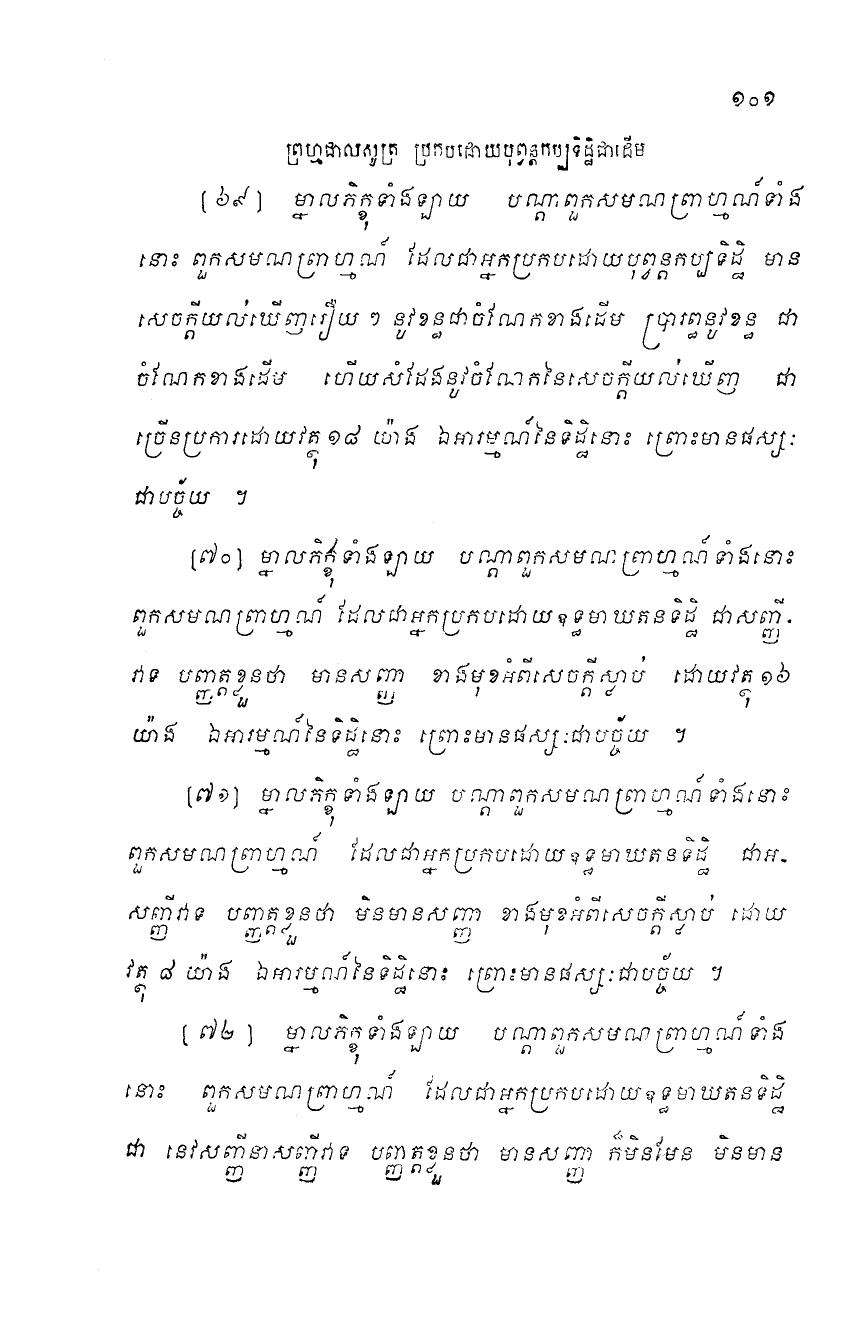 ១០១
ព្រហ្មជាលសូត្រ ប្រកបដោយបុព្វន្តកប្បទិដ្ឋិជាដើម
[៦៩] ម្នាលភិក្ខុទាំងឡាយ បណ្តាពួកសមណព្រាហ្មណ៍ទាំង
នោះ ពួកសមណព្រាហ្មណ៍ ដែលជាអ្នកប្រកបដោយបុព្វន្តកប្បទិដ្ឋិ មាន
សេចក្តីយល់ឃើញរឿយ ៗ នូវខន្ធជាចំណែកខាងដើម ប្រារព្ធនូវខន្ធ ជា
ចំណែកខាងដើម ហើយសំដែងនូវចំណែកនៃសេចក្តីយល់ឃើញ ជា
ច្រើនប្រការដោយវត្ថុ ១៨ យ៉ាង ឯអារម្មណ៍នៃទិដ្ឋិនោះ ព្រោះមានផស្សៈ
ជាបច្ច័យ ។
[៧០] ម្នាលភិក្ខុទាំងឡាយ បណ្តាពួកសមណព្រាហ្មណ៍ទាំងនោះ
ពួកសមណព្រាហ្មណ៍ ដែលជាអ្នកប្រកបដោយឧទ្ធមាឃតនទិដ្ឋិ ជាសញ្ញី-
វាទ បញ្ញត្តខ្លួនថា មានសញ្ញា ខាងមុខអំពីសេចក្តីស្លាប់ ដោយវត្ថុ ១៦
យ៉ាង ឯអារម្មណ៍នៃទិដ្ឋិនោះ ព្រោះមានផស្សៈជាបច្ច័យ ។
[៧១] ម្នាលភិក្ខុទាំងឡាយ បណ្តាពួកសមណព្រាហ្មណ៍ទាំងនោះ
ពួកសមណព្រាហ្មណ៍ ដែលជាអ្នកប្រកបដោយឧទ្ធមាឃតនទិដ្ឋិ ជាអ-
សញ្ញីវាទ បញ្ញត្តខ្លួនថា មិនមានសញ្ញា ខាងមុខអំពីសេចក្តីស្លាប់ ដោយ
វត្ថុ ៨ យ៉ាង ឯអារម្មណ៍នៃទិដ្ឋិនោះ ព្រោះមានផស្សៈជាបច្ច័យ ។
[៧២] ម្នាលភិក្ខុទាំងឡាយ បណ្តាពួកសមណព្រាហ្មណ៍ទាំង
នោះ ពួកសមណព្រាហ្មណ៍ ដែលជាអ្នកប្រកបដោយឧទ្ធមាឃតនទិដ្ឋិ
ជា នេវសញ្ញីនាសញ្ញីវាទ បញ្ញត្តខ្លួនថា មានសញ្ញា ក៏មិនមែន មិនមាន